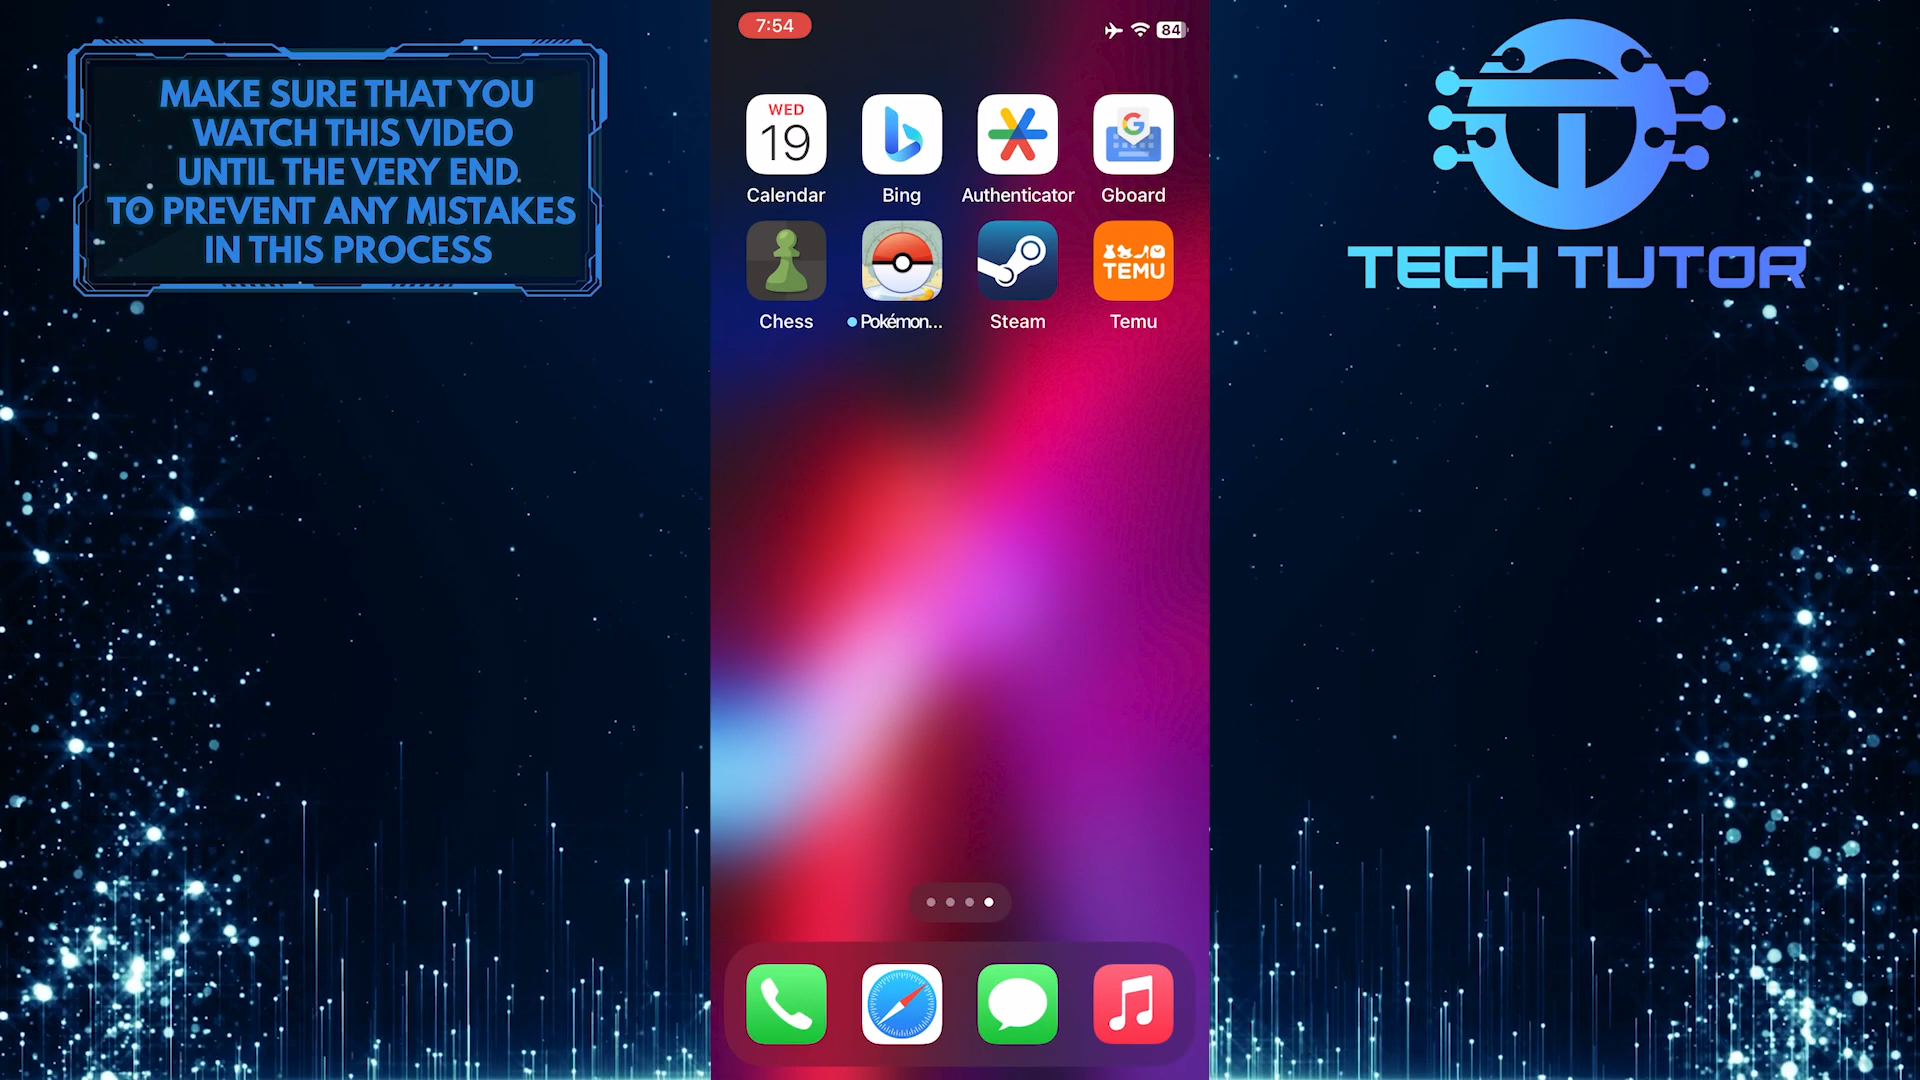 MAKE SURE THAT YOU
WATCH THIS VIDEO
UNTIL THE VERY END
TO PREVENT ANY MISTAKES
IN THIS PROCESS
7:54
84
WED
19
Calendar
Bing
Authenticator
G
Gboard
Chess
Pokémon...
Steam
TEMU
Temu
TECH TUTOR